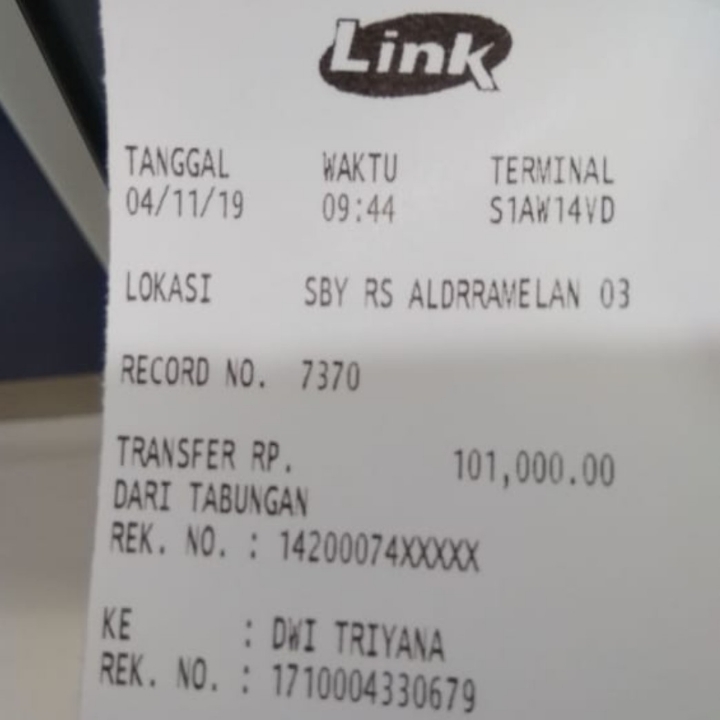 Link
TANGGAL WAKTU TERMINAL
04/11/19 09:44 S1AW14VD
LOKASI SBY RS ALDRRAMELAN 03
RECORD NO. 7370
TRANSFER RP. 101,000.00
DARI TABUNGAN
REK. NO. : 14200074XXXXX
KE : DWI TRIYANA
REK. NO. : 1710004330679